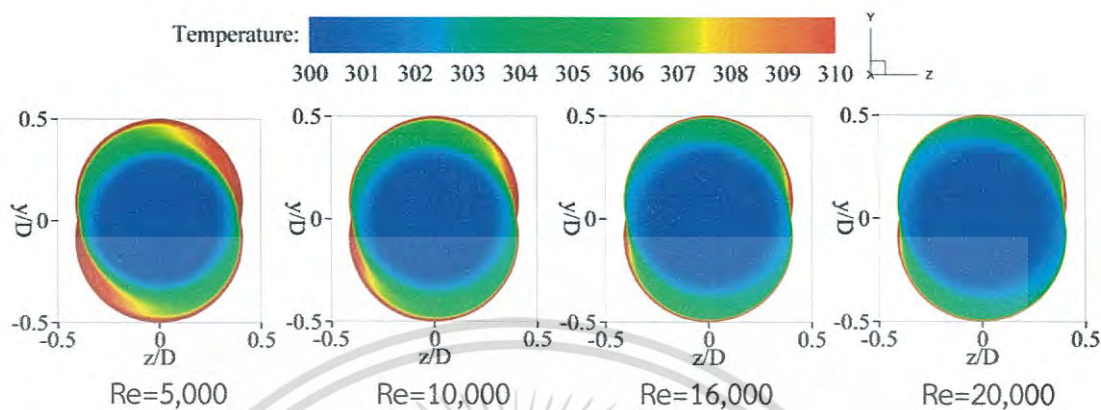 Temperature:
300 301 302 303 304 305 306 307 308 309 310
Y
X
Z
0.5 0.5 0.5 0.5
y/D 0 y/D 0 y/D 0 y/D 0
-0.5 -0.5 -0.5 -0.5
-0.5 0 0.5 -0.5 0 0.5 -0.5 0 0.5 -0.5 0 0.5
z/D z/D z/D z/D
Re=5,000 Re=10,000 Re=16,000 Re=20,000